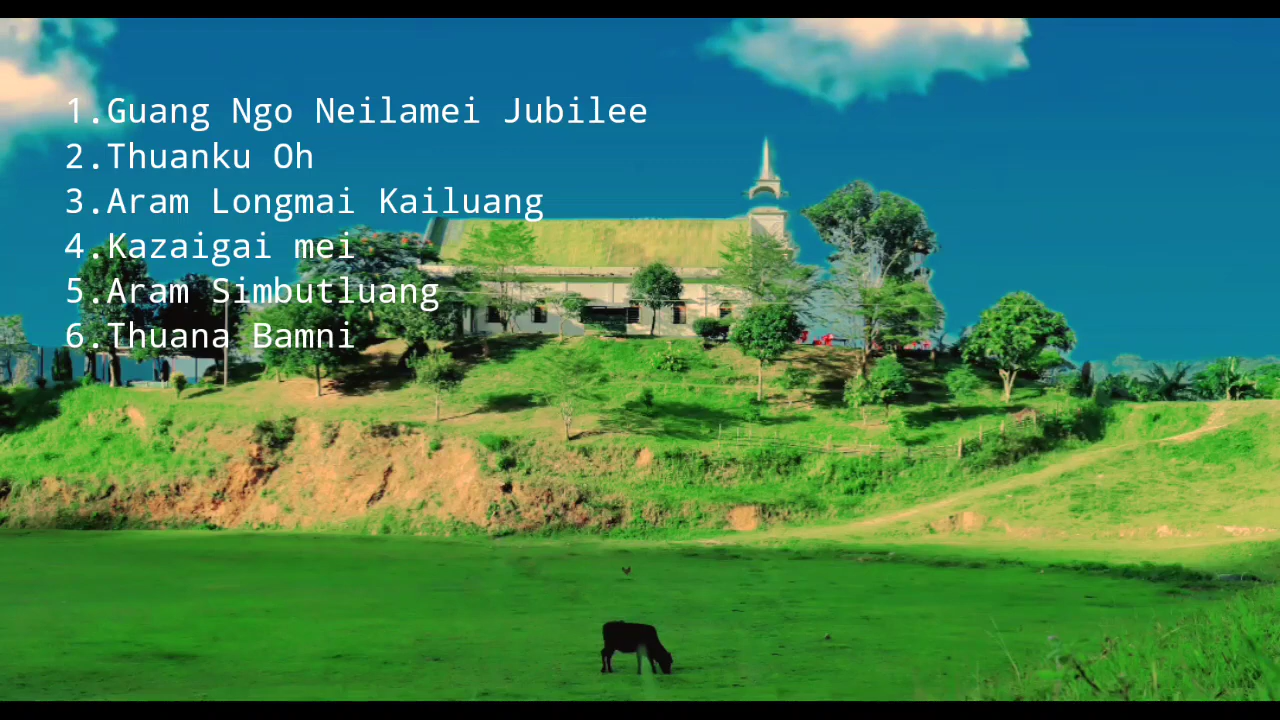 1.Guang Ngo Neilamei Jubilee
2.Thuanku Oh
3.Aram Longmai Kailuang
4.Kazaigai mei
5.Aram Simbutluang
6.Thuana Bamni